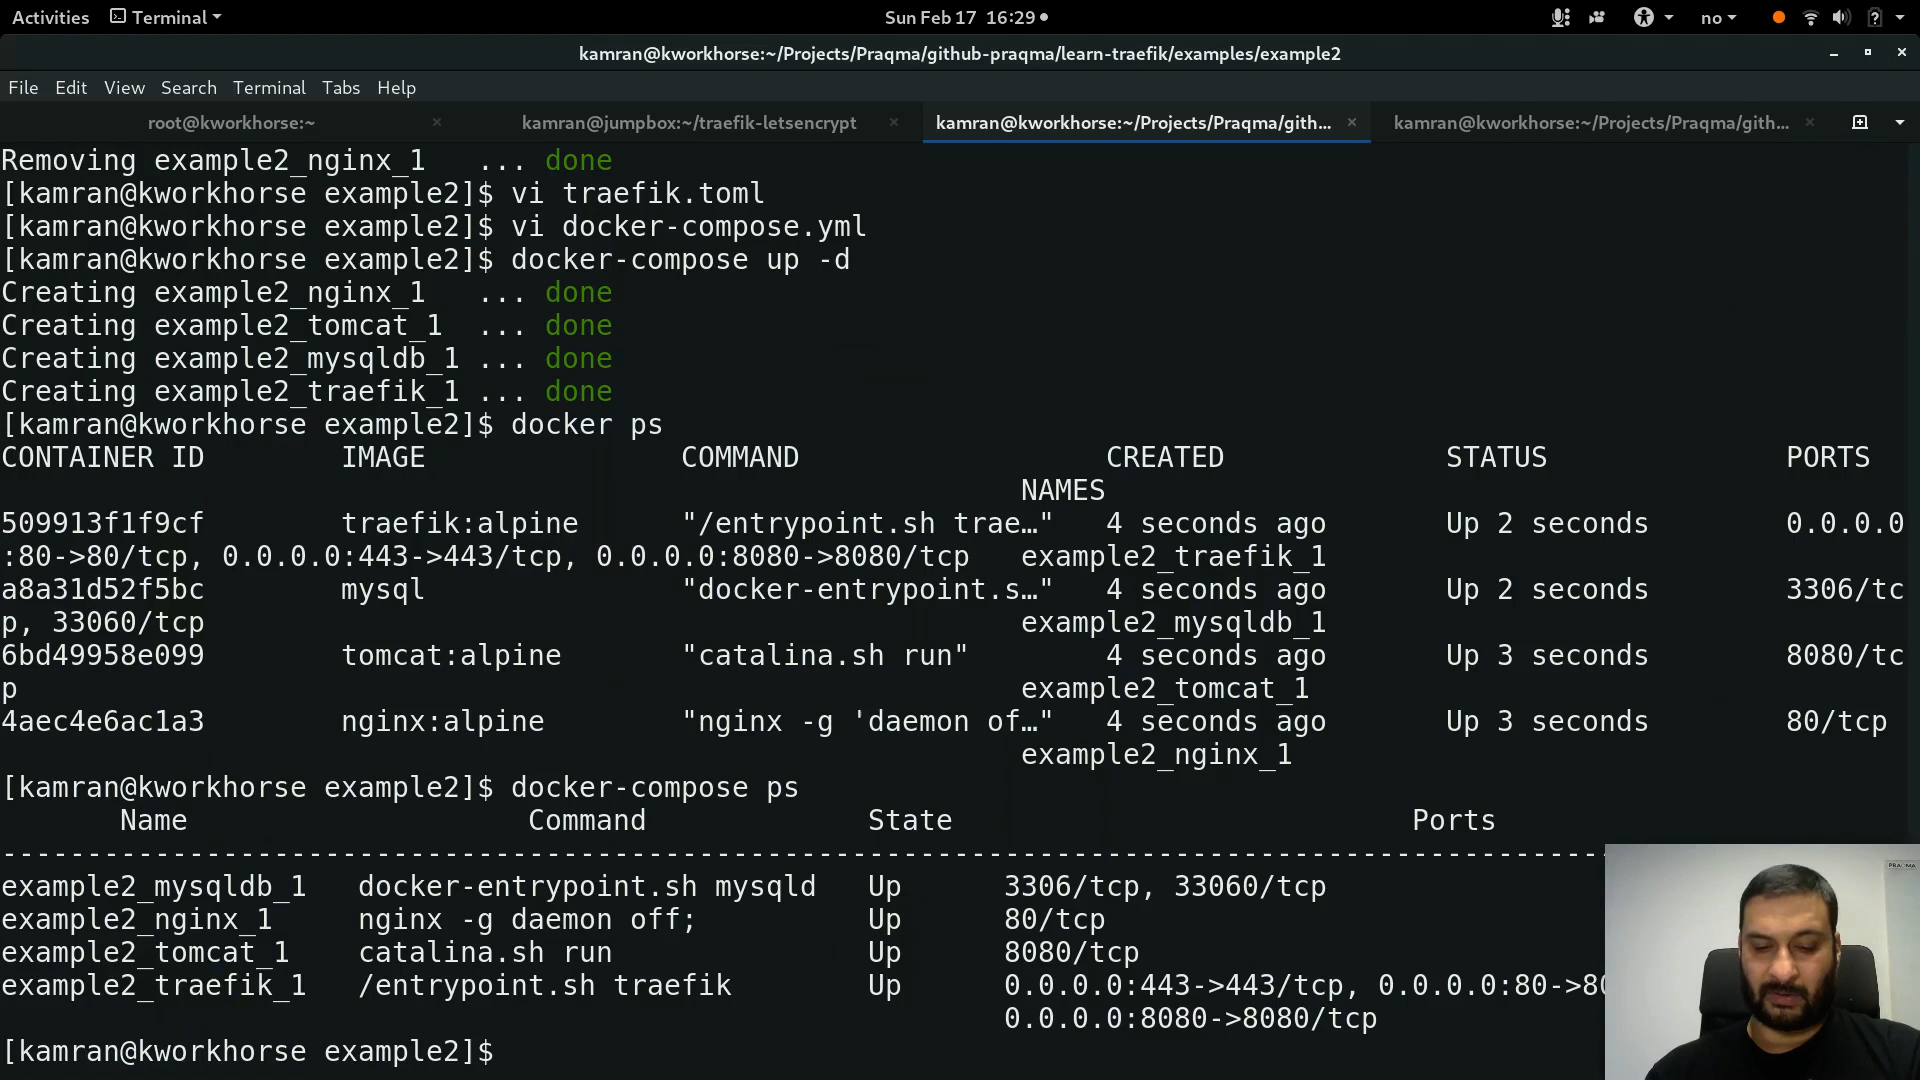 Activities Terminal Sun Feb 17 16:29 no
kamran@kworkhorse:~/Projects/Praqma/github-praqma/learn-traefik/examples/example2
File Edit View Search Terminal Tabs Help
root@kworkhorse:~ kamran@jumpbox:~/traefik-letsencrypt kamran@kworkhorse:~/Projects/Praqma/gith... kamran@kworkhorse:~/Projects/Praqma/gith...
Removing example2_nginx_1 ... done
[kamran@kworkhorse example2]$ vi traefik.toml
[kamran@kworkhorse example2]$ vi docker-compose.yml
[kamran@kworkhorse example2]$ docker-compose up -d
Creating example2_nginx_1 ... done
Creating example2_tomcat_1 ... done
Creating example2_mysqldb_1 ... done
Creating example2_traefik_1 ... done
[kamran@kworkhorse example2]$ docker ps
CONTAINER ID IMAGE COMMAND CREATED STATUS PORTS
NAMES
509913f1f9cf traefik:alpine "/entrypoint.sh trae…" 4 seconds ago Up 2 seconds 0.0.0.0
:80->80/tcp, 0.0.0.0:443->443/tcp, 0.0.0.0:8080->8080/tcp example2_traefik_1
a8a31d52f5bc mysql "docker-entrypoint.s…" 4 seconds ago Up 2 seconds 3306/tc
p, 33060/tcp example2_mysqldb_1
6bd49958e099 tomcat:alpine "catalina.sh run" 4 seconds ago Up 3 seconds 8080/tc
p example2_tomcat_1
4aec4e6ac1a3 nginx:alpine "nginx -g 'daemon of…" 4 seconds ago Up 3 seconds 80/tcp
example2_nginx_1
[kamran@kworkhorse example2]$ docker-compose ps
Name Command State Ports
--------------------------------------------------------------------------------------------
example2_mysqldb_1 docker-entrypoint.sh mysqld Up 3306/tcp, 33060/tcp
example2_nginx_1 nginx -g daemon off; Up 80/tcp
example2_tomcat_1 catalina.sh run Up 8080/tcp
example2_traefik_1 /entrypoint.sh traefik Up 0.0.0.0:443->443/tcp, 0.0.0.0:80->80
0.0.0.0:8080->8080/tcp
[kamran@kworkhorse example2]$
PRAQMA